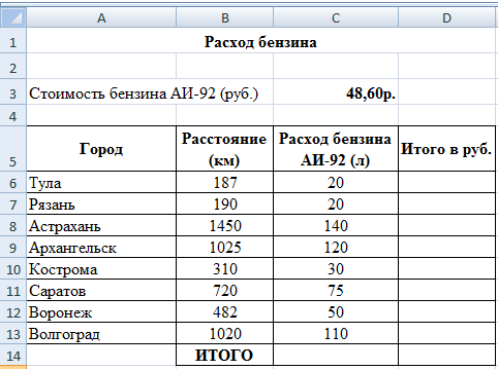 A B C D
1 Расход бензина
2
3 Стоимость бензина АИ-92 (руб.) 48,60р.
4
5 Город Расстояние (км) Расход бензина АИ-92 (л) Итого в руб.
6 Тула 187 20
7 Рязань 190 20
8 Астрахань 1450 140
9 Архангельск 1025 120
10 Кострома 310 30
11 Саратов 720 75
12 Воронеж 482 50
13 Волгоград 1020 110
14 ИТОГО